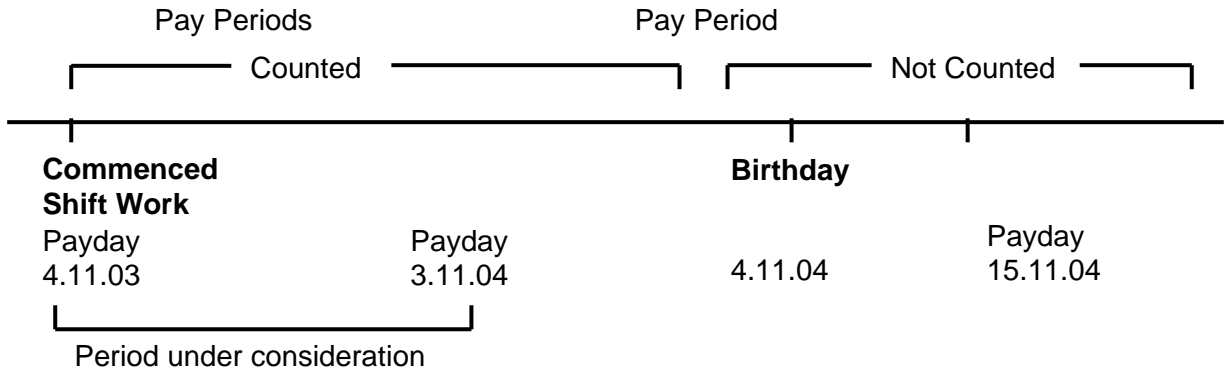 Pay Periods Pay Period
Counted Not Counted
Commenced Birthday
Shift Work
Payday Payday Payday
4.11.03 3.11.04 4.11.04 15.11.04
Period under consideration